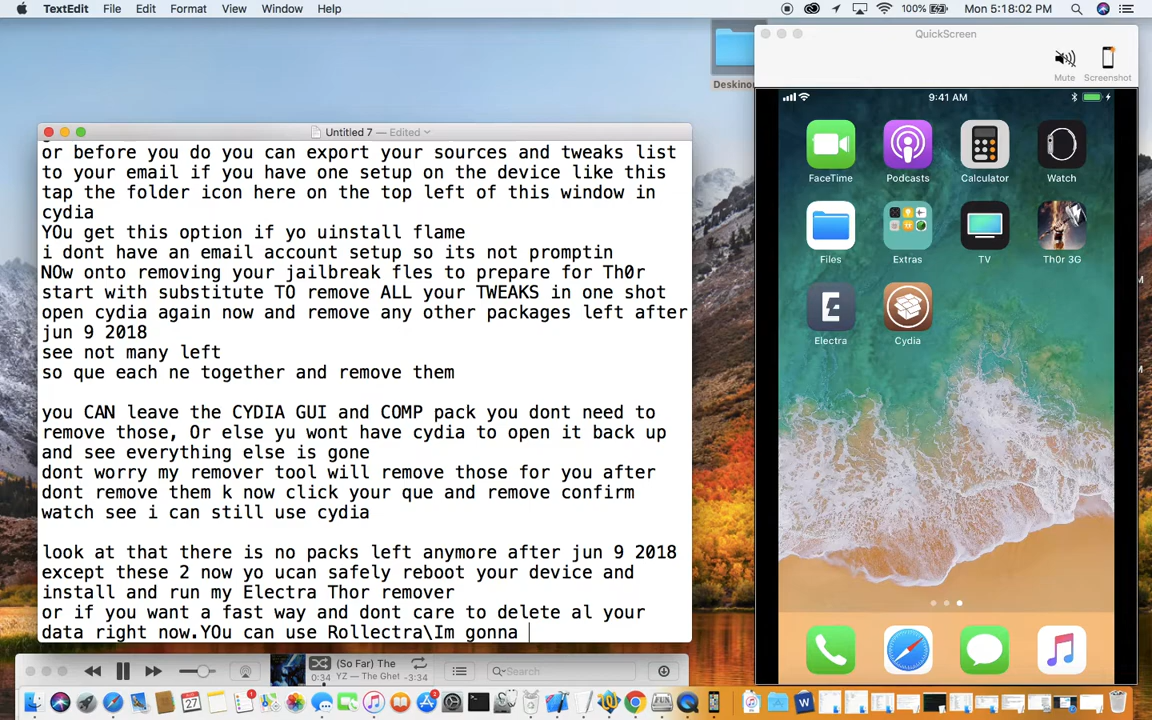 TextEdit File Edit Format View Window Help 100% Mon 5:18:02 PM
QuickScreen
Mute Screenshot
Deskino
Untitled 7 — Edited
or before you do you can export your sources and tweaks list
to your email if you have one setup on the device like this
tap the folder icon here on the top left of this window in
cydia
YOu get this option if yo uinstall flame
i dont have an email account setup so its not promptin
NOw onto removing your jailbreak fles to prepare for Th0r
start with substitute TO remove ALL your TWEAKS in one shot
open cydia again now and remove any other packages left after
jun 9 2018
see not many left
so que each ne together and remove them
you CAN leave the CYDIA GUI and COMP pack you dont need to
remove those, Or else yu wont have cydia to open it back up
and see everything else is gone
dont worry my remover tool will remove those for you after
dont remove them k now click your que and remove confirm
watch see i can still use cydia
look at that there is no packs left anymore after jun 9 2018
except these 2 now yo ucan safely reboot your device and
install and run my Electra Thor remover
or if you want a fast way and dont care to delete al your
data right now.YOu can use Rollectra\Im gonna
9:41 AM
FaceTime Podcasts Calculator Watch
Files Extras TV Th0r 3G
Electra Cydia
(So Far) The
0:34 YZ — The Ghet -3:34
Search